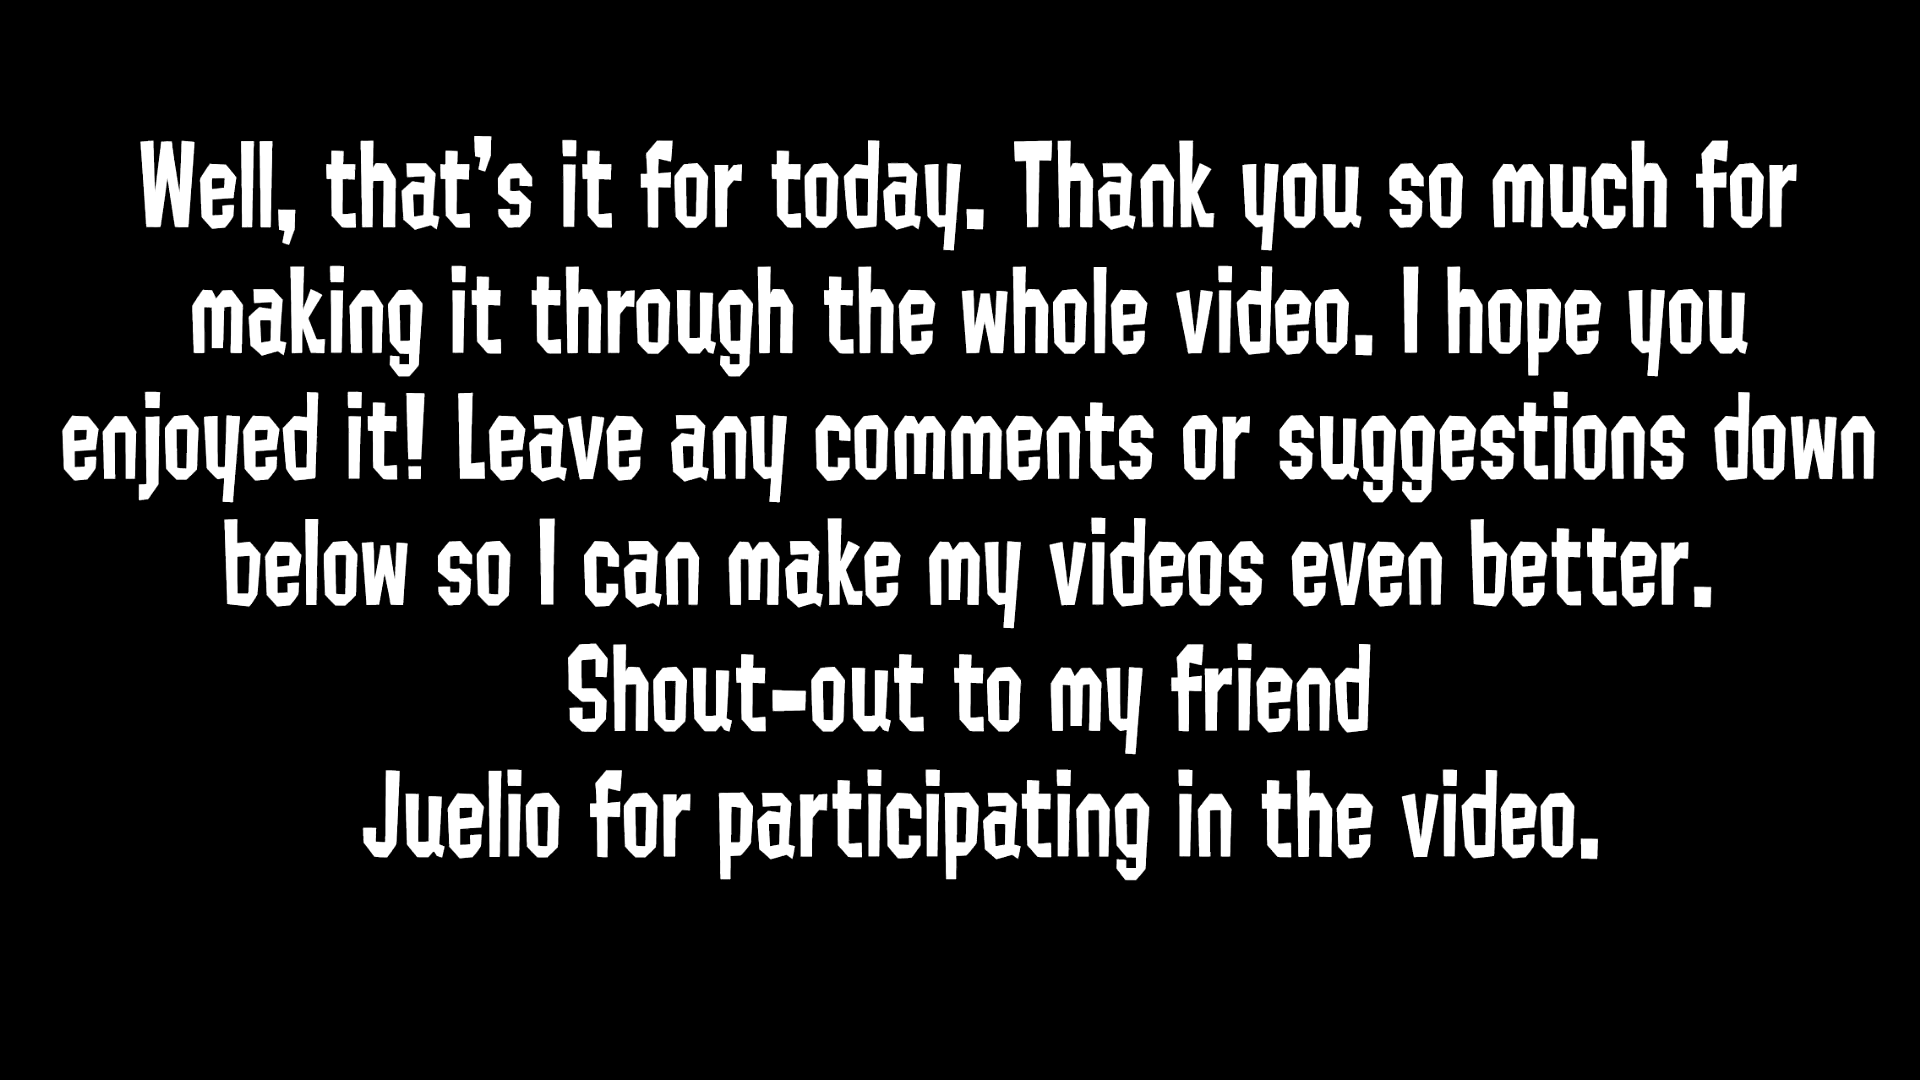 Well, that's it for today. Thank you so much for
making it through the whole video. I hope you
enjoyed it! Leave any comments or suggestions down
below so I can make my videos even better.
Shout-out to my friend
Juelio for participating in the video.